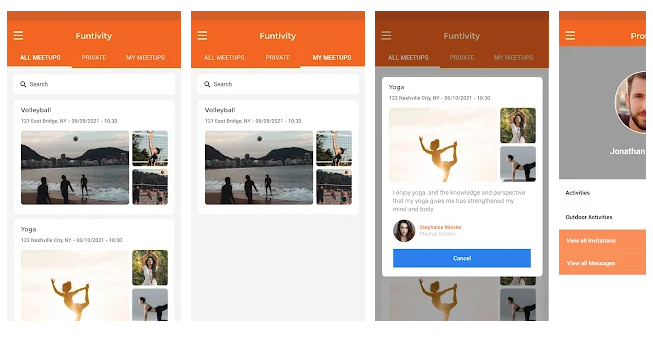 Funtivity
ALL MEETUPS PRIVATE MY MEETUPS
Search
Volleyball
121 East Bridge, NY - 06/05/2021 - 10:30
Yoga
122 Nashville City, NY - 06/10/2021 - 10:30
Funtivity
ALL MEETUPS PRIVATE MY MEETUPS
Search
Volleyball
121 East Bridge, NY - 06/05/2021 - 10:30
Funtivity
ALL MEETUPS PRIVATE MY MEETUPS
Yoga
122 Nashville City, NY - 06/10/2021 - 10:30
I enjoy yoga, and the knowledge and perspective
that my yoga gives me has strengthened my
mind and body.
Stephanie Miester
Meetup Creator
Cancel
Prof
Jonathan
Activities
Outdoor Activities
View all Invitations
View all Messages